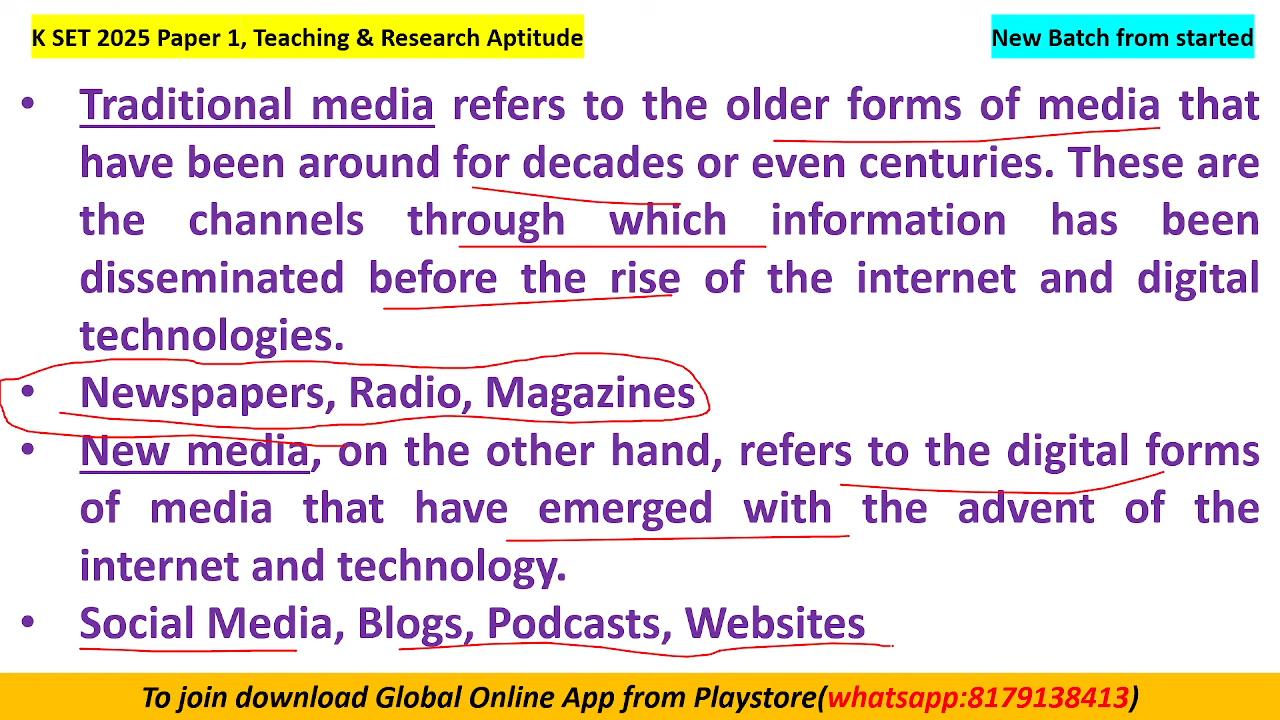 K SET 2025 Paper 1, Teaching & Research Aptitude
New Batch from started
• Traditional media refers to the older forms of media that
have been around for decades or even centuries. These are
the channels through which information has been
disseminated before the rise of the internet and digital
technologies.
• Newspapers, Radio, Magazines
• New media, on the other hand, refers to the digital forms
of media that have emerged with the advent of the
internet and technology.
• Social Media, Blogs, Podcasts, Websites
To join download Global Online App from Playstore(whatsapp:8179138413)